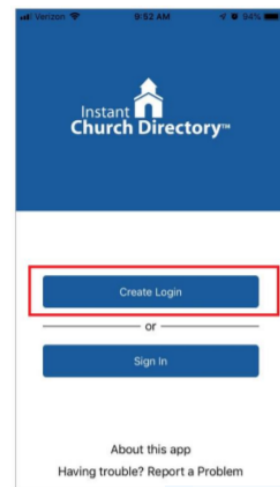 Verizon 9:52 AM 94%
Instant
Church Directory™
Create Login
or
Sign In
About this app
Having trouble? Report a Problem